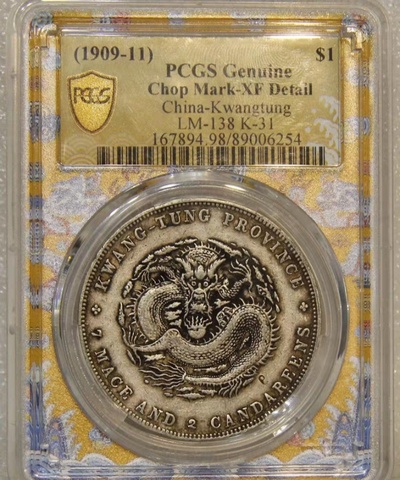 (1909-11) $1
PCGS Genuine
Chop Mark-XF Detail
China-Kwangtung
LM-138 K-31
167894.98/89006254
PCGS
KWANG-TUNG PROVINCE
7 MACE AND 2 CANDAREENS